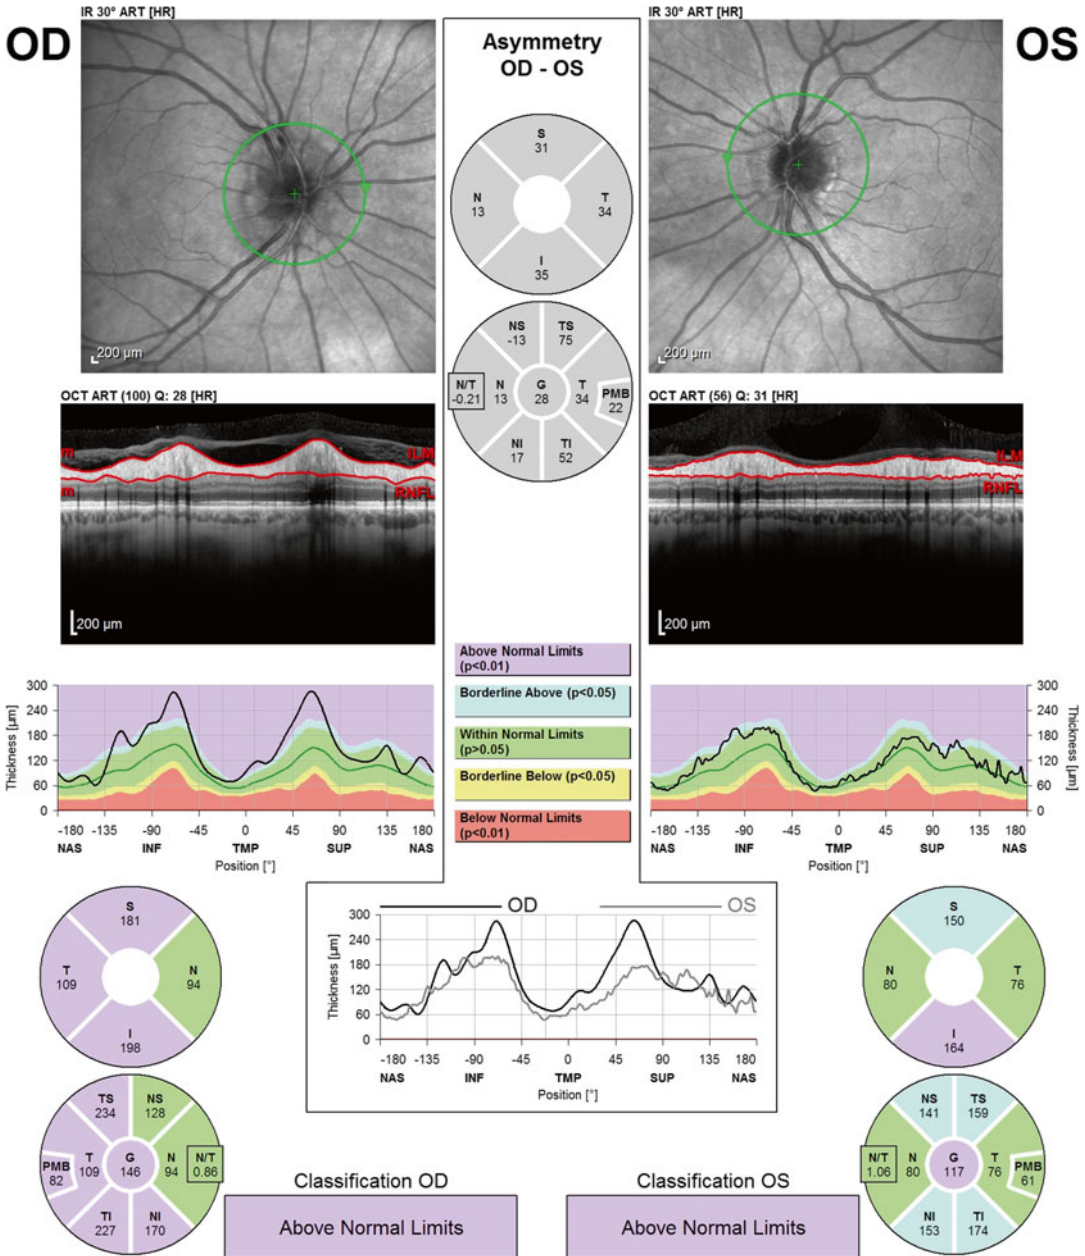 IR 30° ART [HR]
OD
200 µm
Asymmetry
OD - OS
IR 30° ART [HR]
OS
200 µm
S
31
N
13
T
34
I
35
NS
-13
TS
75
N/T
-0.21
N
13
G
28
T
34
PMB
22
NI
17
TI
52
OCT ART (100) Q: 28 [HR]
ILM
RNFL
200 µm
OCT ART (56) Q: 31 [HR]
ILM
RNFL
200 µm
Above Normal Limits
(p<0.01)
Borderline Above (p<0.05)
Within Normal Limits
(p>0.05)
Borderline Below (p<0.05)
Below Normal Limits
(p<0.01)
Thickness [µm]
300
240
180
120
60
0
-180 -135 -90 -45 0 45 90 135 180
NAS INF TMP SUP NAS
Position [°]
300
240
180
120
60
0
Thickness [µm]
-180 -135 -90 -45 0 45 90 135 180
NAS INF TMP SUP NAS
Position [°]
OD OS
Thickness [µm]
300
240
180
120
60
0
-180 -135 -90 -45 0 45 90 135 180
NAS INF TMP SUP NAS
Position [°]
S
181
T
109
N
94
I
198
TS
234
NS
128
PMB
82
T
109
G
146
N
94
N/T
0.86
TI
227
NI
170
Classification OD
Above Normal Limits
S
150
N
80
T
76
I
164
NS
141
TS
159
N/T
1.06
N
80
G
117
T
76
PMB
61
NI
153
TI
174
Classification OS
Above Normal Limits